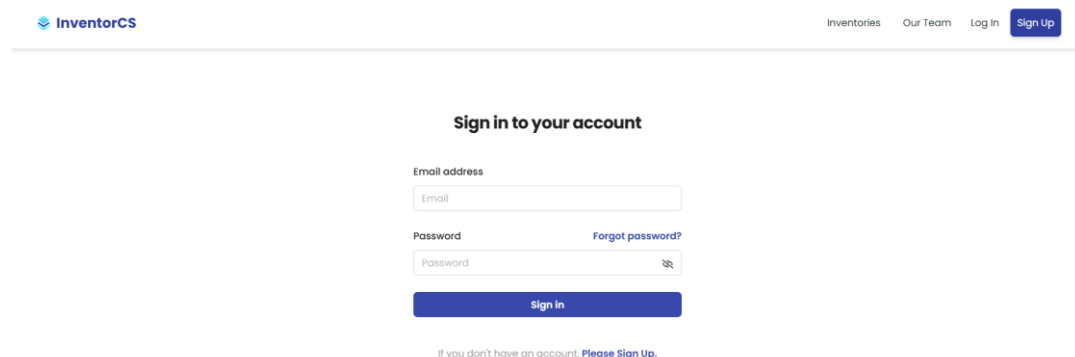 InventorCS
Inventories Our Team Log In Sign Up
Sign in to your account
Email address
Email
Password Forgot password?
Password
Sign in
If you don't have an account, Please Sign Up.